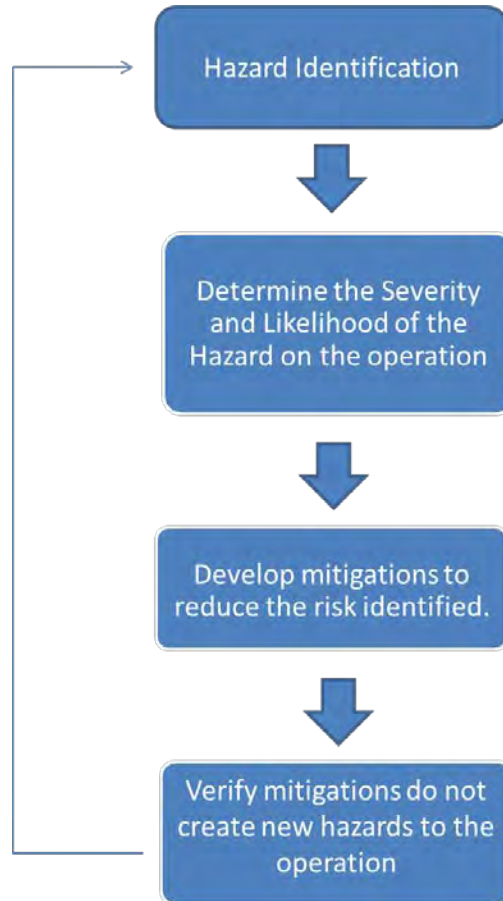 Hazard Identification
Determine the Severity
and Likelihood of the
Hazard on the operation
Develop mitigations to
reduce the risk identified.
Verify mitigations do not
create new hazards to the
operation